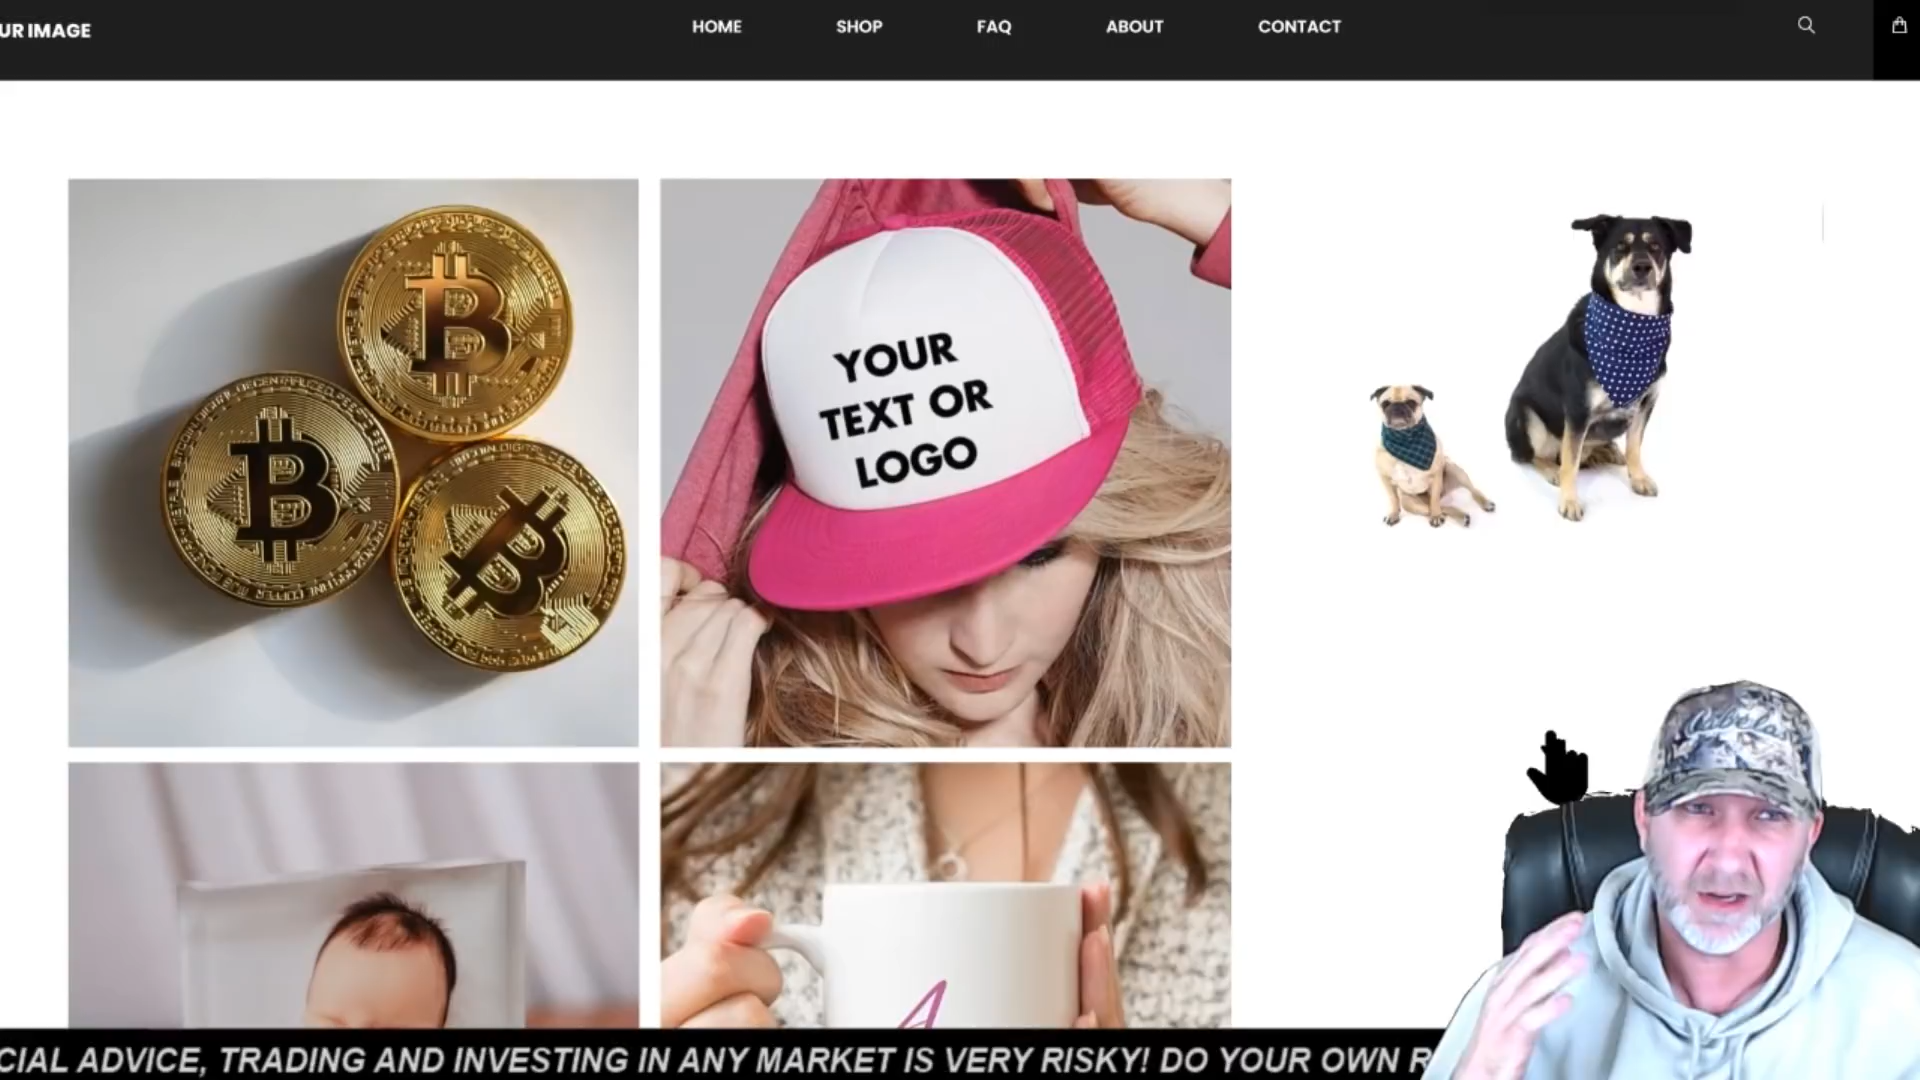 UR IMAGE
HOME
SHOP
FAQ
ABOUT
CONTACT
YOUR
TEXT OR
LOGO
Cabelas
CIAL ADVICE, TRADING AND INVESTING IN ANY MARKET IS VERY RISKY! DO YOUR OWN R